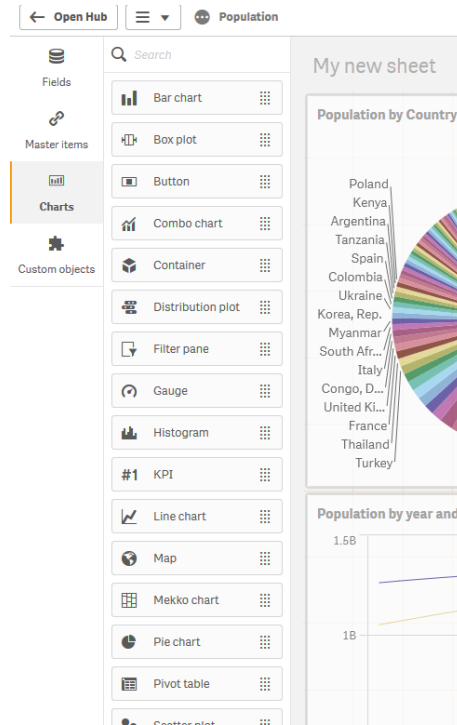 Open Hub
Population
Fields
Master items
Charts
Custom objects
Search
Bar chart
Box plot
Button
Combo chart
Container
Distribution plot
Filter pane
Gauge
Histogram
#1 KPI
Line chart
Map
Mekko chart
Pie chart
Pivot table
Scatter plot
My new sheet
Population by Country
Poland
Kenya
Argentina
Tanzania
Spain
Colombia
Ukraine
Korea, Rep.
Myanmar
South Afr...
Italy
Congo, D...
United Ki...
France
Thailand
Turkey
Population by year and
1.5B
1B